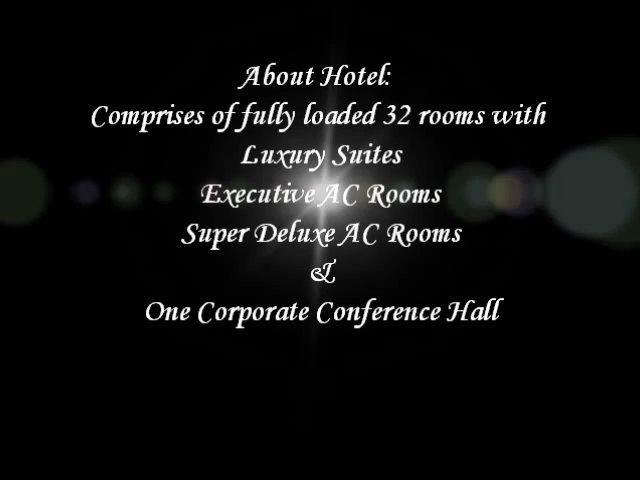 About Hotel:
Comprises of fully loaded 32 rooms with
Luxury Suites
Executive AC Rooms
Super Deluxe AC Rooms
&
One Corporate Conference Hall